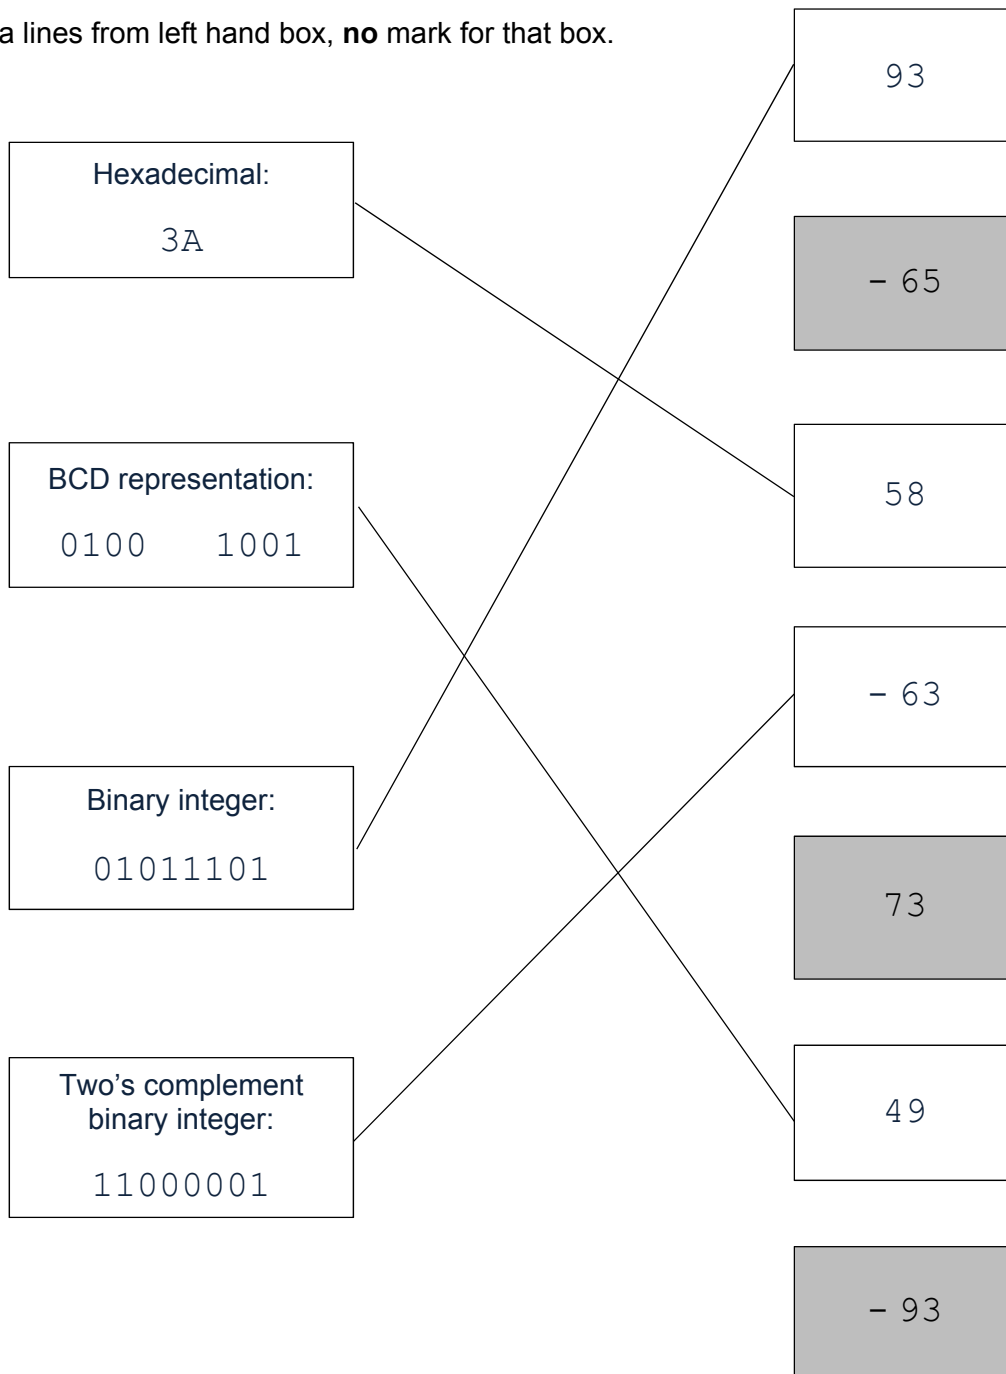 a lines from left hand box, no mark for that box.
93
Hexadecimal:
3A
- 65
BCD representation:
0100 1001
58
- 63
Binary integer:
01011101
73
Two's complement
binary integer:
11000001
49
- 93